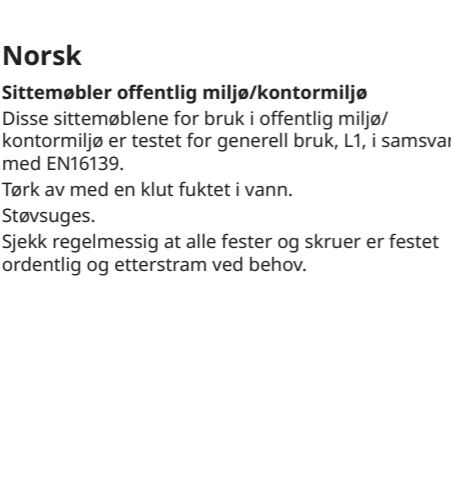 Norsk
Sittemøbler offentlig miljø/kontormiljø
Disse sittemøblene for bruk i offentlig miljø/
kontormiljø er testet for generell bruk, L1, i samsvar
med EN16139.
Tørk av med en klut fuktet i vann.
Støvsuges.
Sjekk regelmessig at alle fester og skruer er festet
ordentlig og etterstram ved behov.